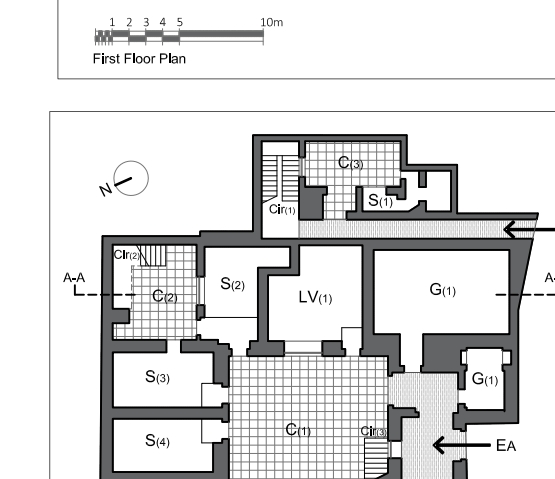 1 2 3 4 5 10m
First Floor Plan
N
C(3)
S(1)
Cir(1)
Cir(2)
A-A
S(2)
C(2)
LV(1)
G(1)
A-
S(3)
G(1)
S(4)
C(1)
Cir(3)
EA